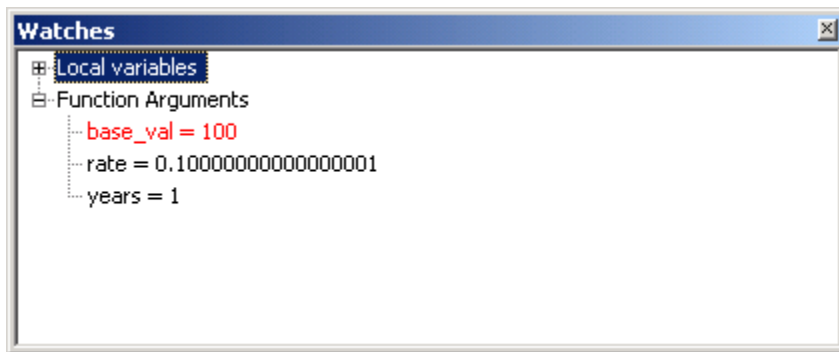 Watches
Local variables
Function Arguments
base_val = 100
rate = 0.10000000000000001
years = 1